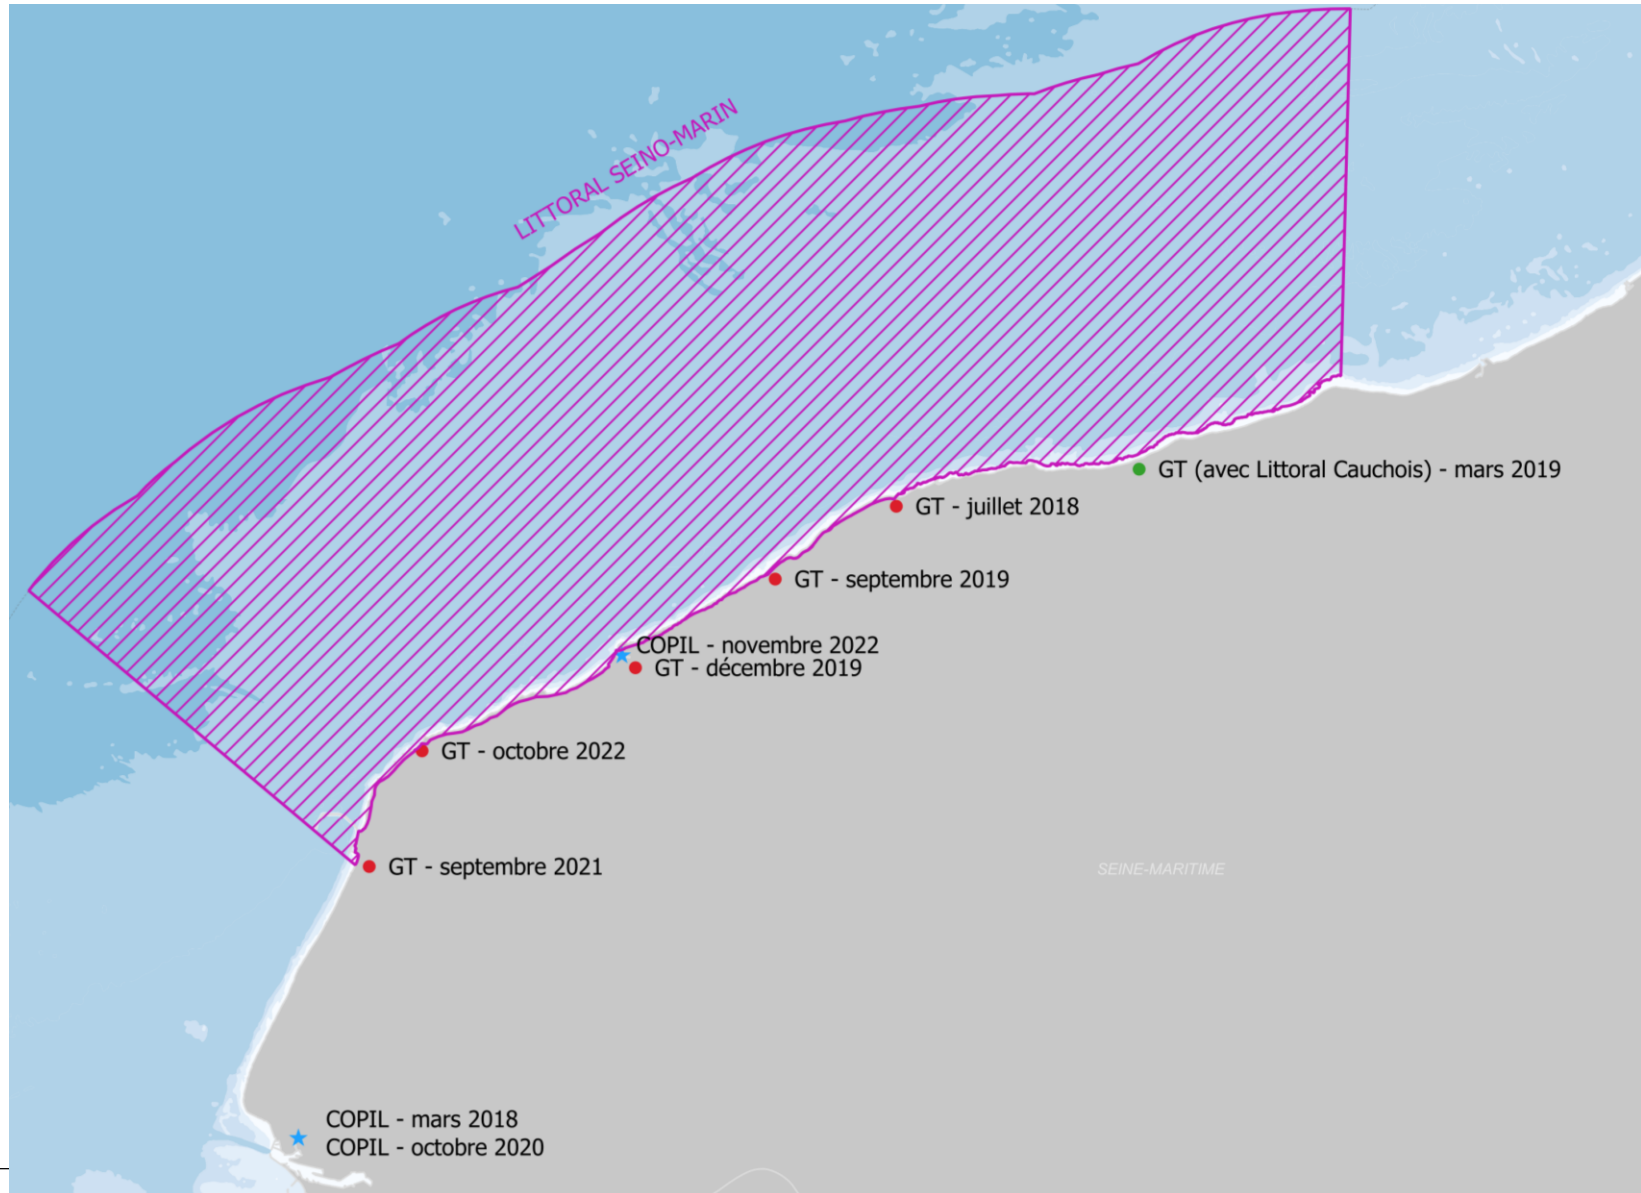 LITTORAL SEINO-MARIN
GT (avec Littoral Cauchois) - mars 2019
GT - juillet 2018
GT - septembre 2019
COPIL - novembre 2022
GT - décembre 2019
GT - octobre 2022
GT - septembre 2021
SEINE-MARITIME
COPIL - mars 2018
COPIL - octobre 2020